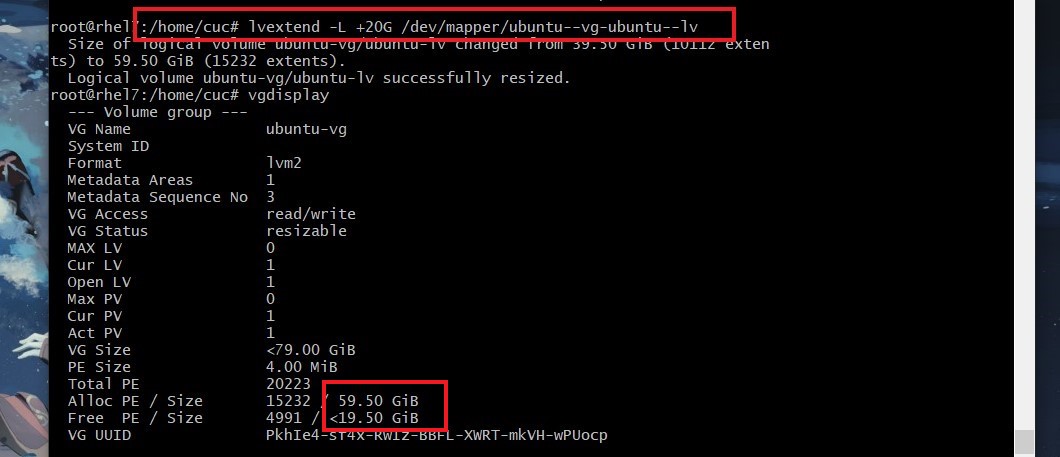 root@rhel7:/home/cuc# lvextend -L +20G /dev/mapper/ubuntu--vg-ubuntu--lv
Size of logical volume ubuntu-vg/ubuntu-lv changed from 39.50 GiB (10112 exten
ts) to 59.50 GiB (15232 extents).
Logical volume ubuntu-vg/ubuntu-lv successfully resized.
root@rhel7:/home/cuc# vgdisplay
--- Volume group ---
VG Name ubuntu-vg
System ID
Format lvm2
Metadata Areas 1
Metadata Sequence No 3
VG Access read/write
VG Status resizable
MAX LV 0
Cur LV 1
Open LV 1
Max PV 0
Cur PV 1
Act PV 1
VG Size <79.00 GiB
PE Size 4.00 MiB
Total PE 20223
Alloc PE / Size 15232 / 59.50 GiB
Free PE / Size 4991 / <19.50 GiB
VG UUID PkhIe4-sf4x-RWIz-BBFL-XWRT-mkVH-wPUocp